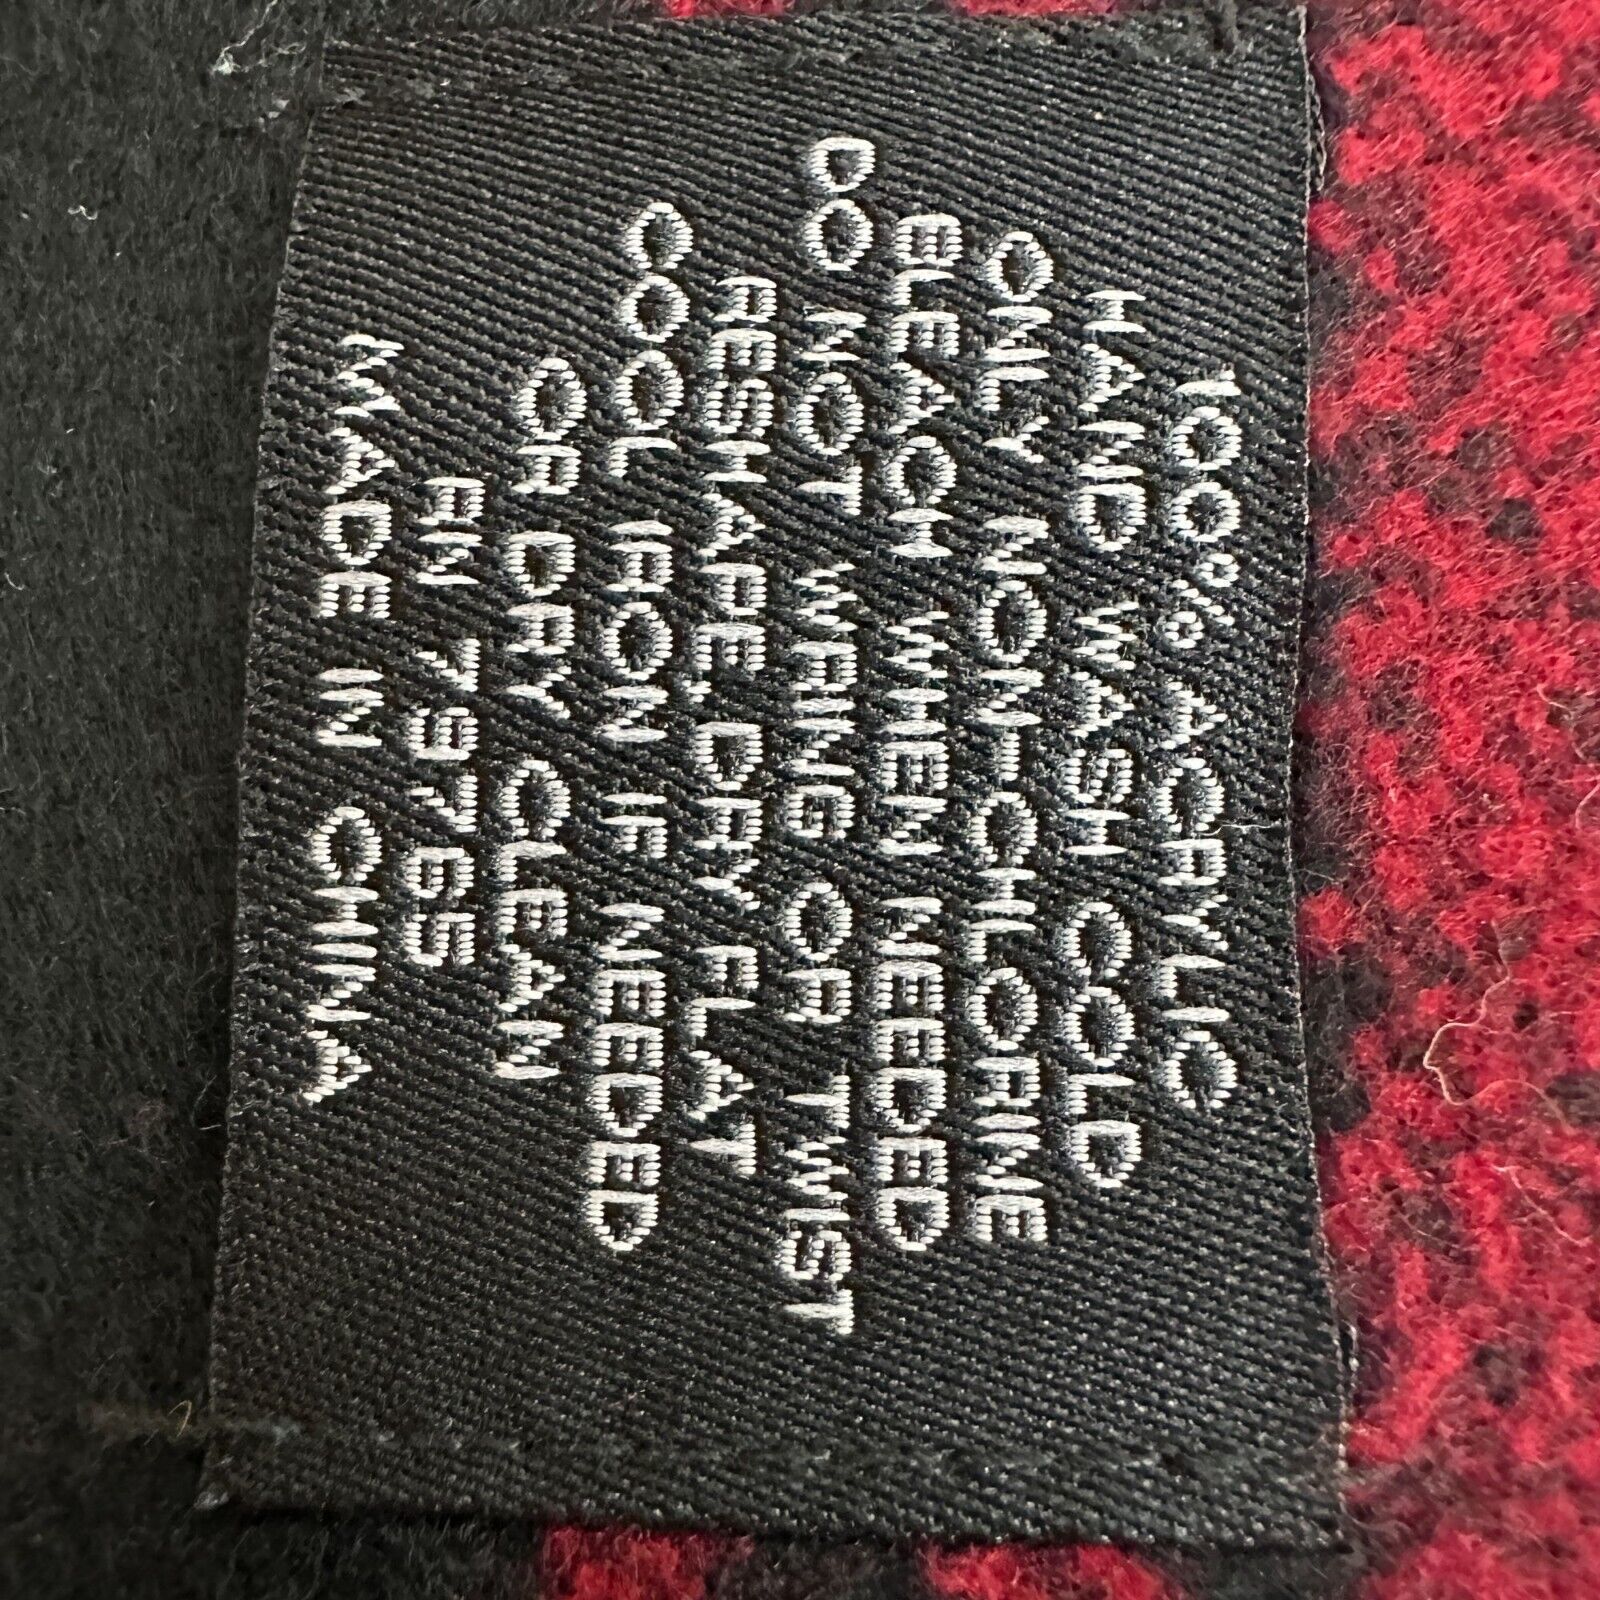 100% ACRYLIC
HAND WASH COLD
ONLY NON-CHLORINE
BLEACH WHEN NEEDED
DO NOT WRING OR TWIST
RESHAPE, DRY FLAT
COOL IRON IF NEEDED
OR DRY CLEAN
RN 79765
MADE IN CHINA